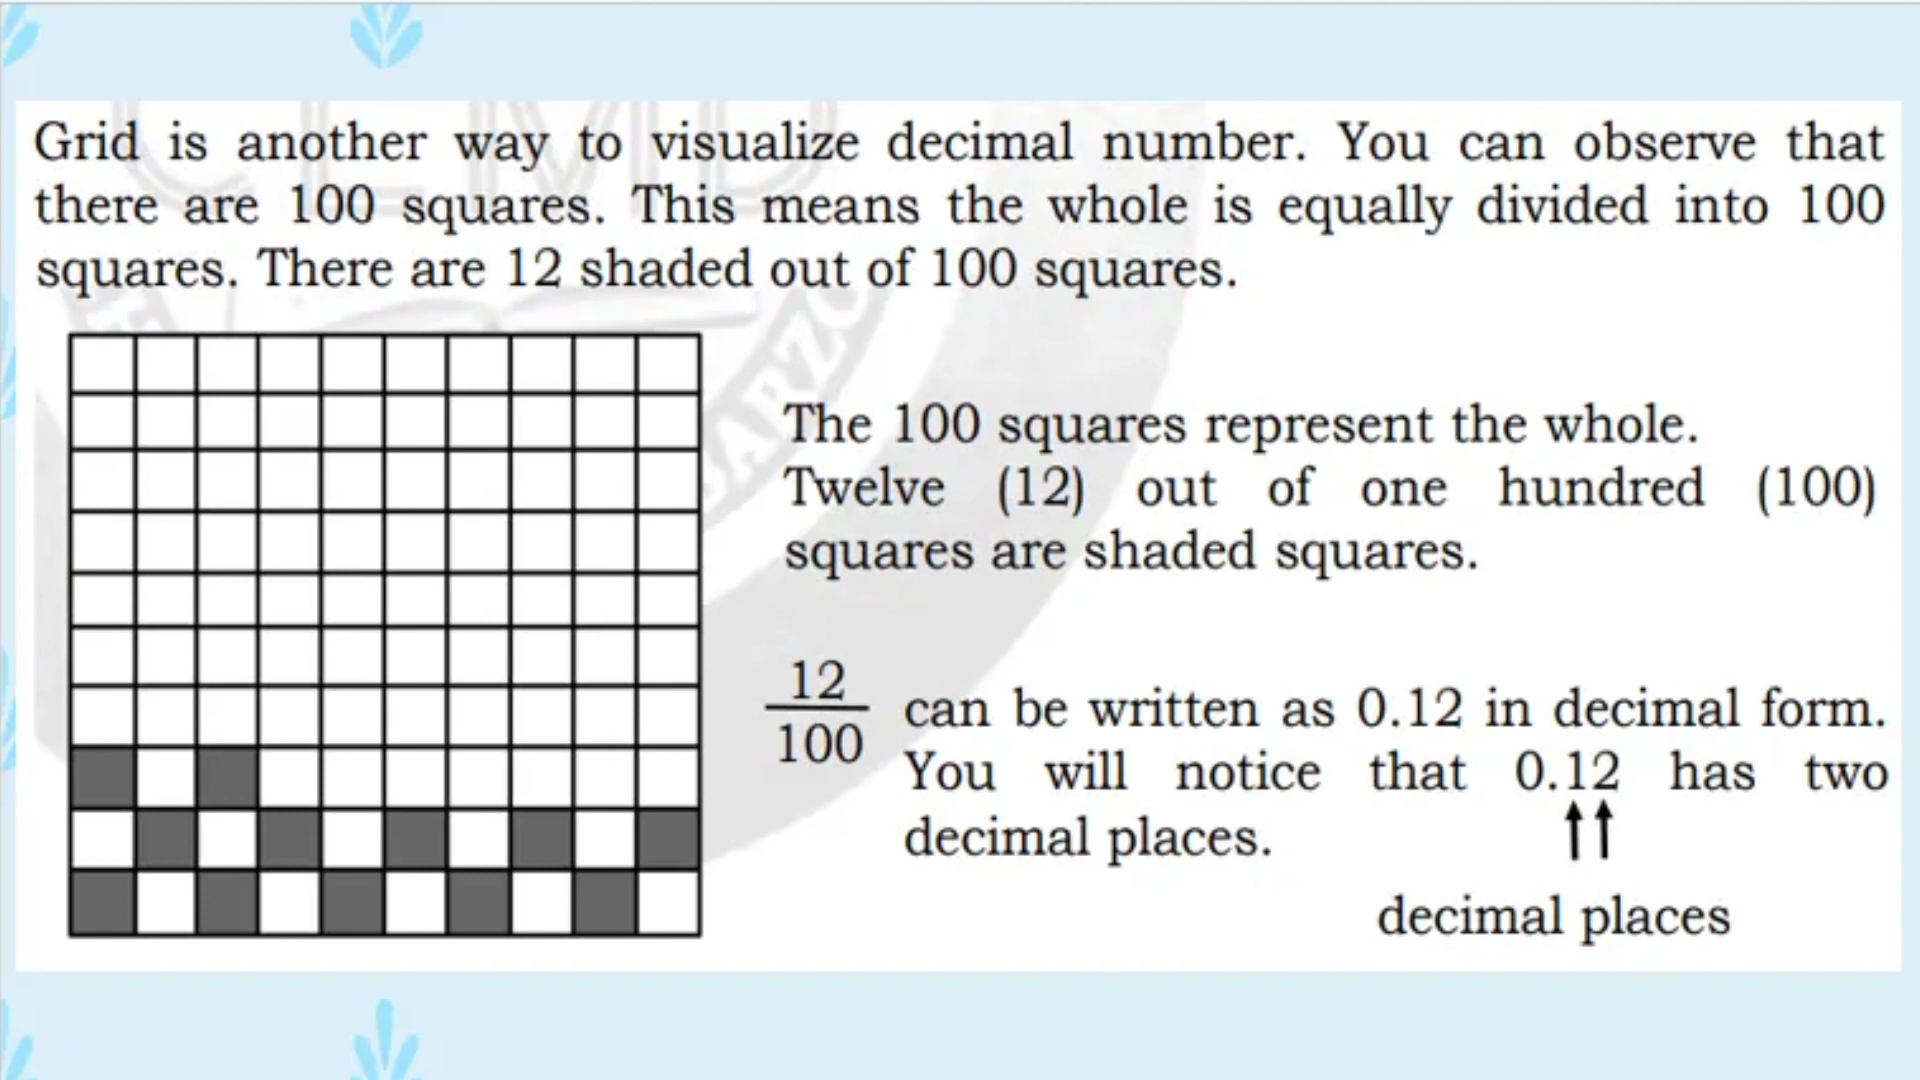 Grid is another way to visualize decimal number. You can observe that
there are 100 squares. This means the whole is equally divided into 100
squares. There are 12 shaded out of 100 squares.
The 100 squares represent the whole.
Twelve (12) out of one hundred (100)
squares are shaded squares.
12
100
can be written as 0.12 in decimal form.
You will notice that 0.12 has two
decimal places.
decimal places